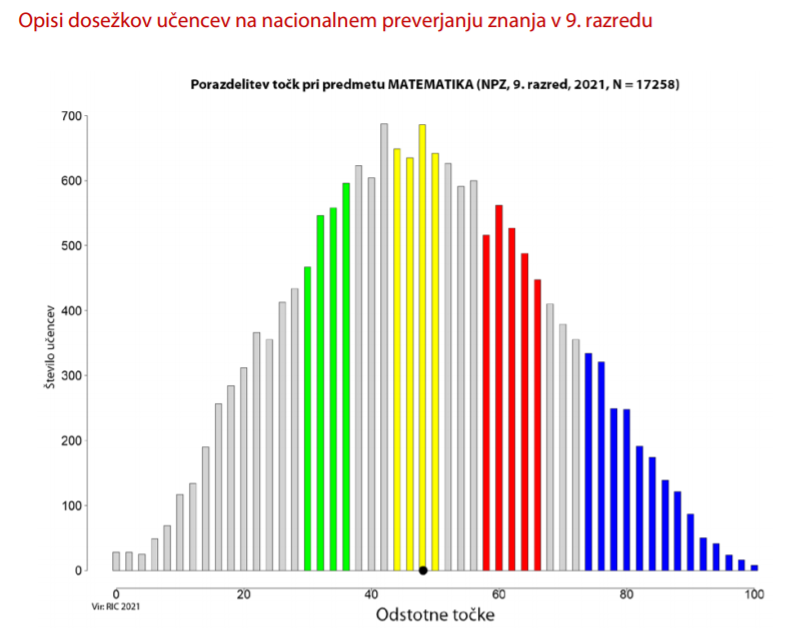 Opisi dosežkov učencev na nacionalnem preverjanju znanja v 9. razredu
Porazdelitev točk pri predmetu MATEMATIKA (NPZ, 9. razred, 2021, N = 17258)
700
600
500
400
300
200
100
0
Število učencev
0 20 40 60 80 100
Vir: RIC 2021
Odstotne točke